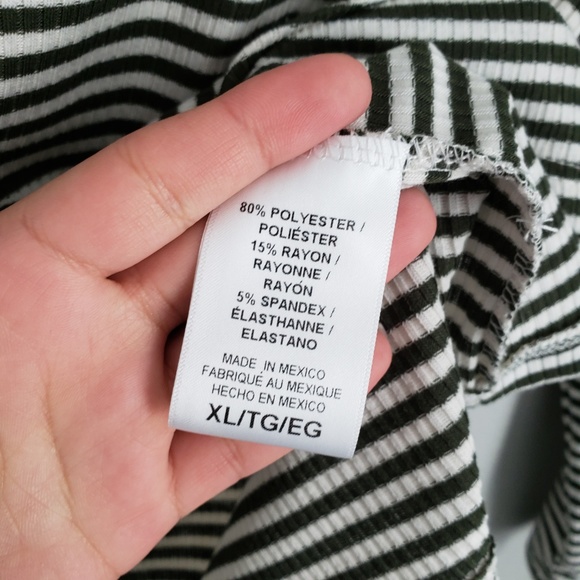 80% POLYESTER /
POLIÉSTER
15% RAYON /
RAYONNE /
RAYÓN
5% SPANDEX /
ÉLASTHANNE /
ELASTANO
MADE IN MEXICO
FABRIQUÉ AU MEXIQUE
HECHO EN MEXICO
XL/TG/EG